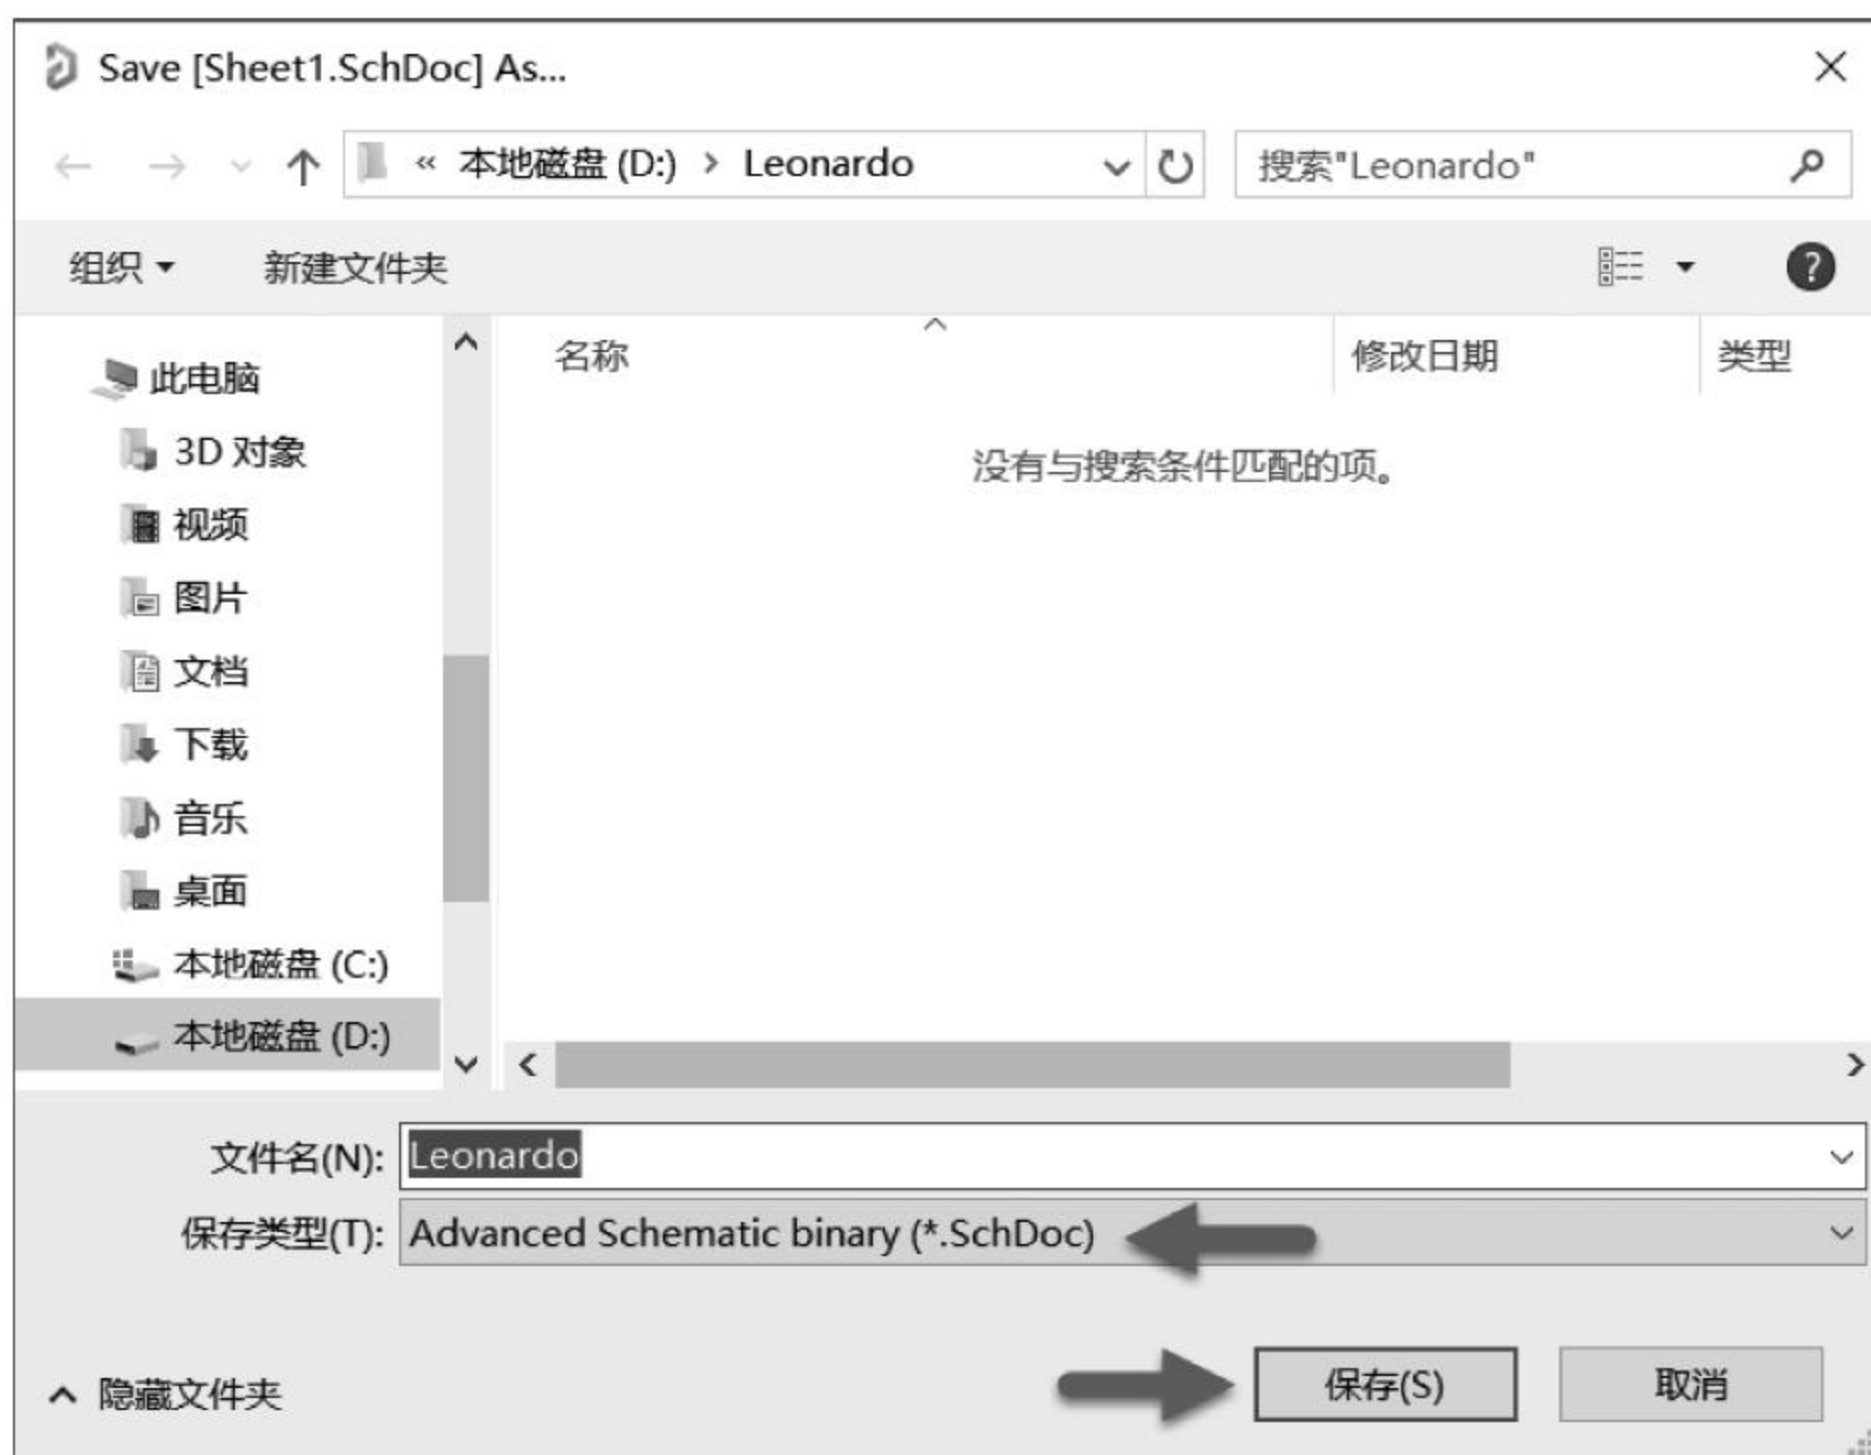 Save [Sheet1.SchDoc] As...
« 本地磁盘 (D:) > Leonardo
搜索"Leonardo"
组织 新建文件夹
名称 修改日期 类型
没有与搜索条件匹配的项。
此电脑
3D 对象
视频
图片
文档
下载
音乐
桌面
本地磁盘 (C:)
本地磁盘 (D:)
文件名(N): Leonardo
保存类型(T): Advanced Schematic binary (*.SchDoc)
隐藏文件夹 保存(S) 取消